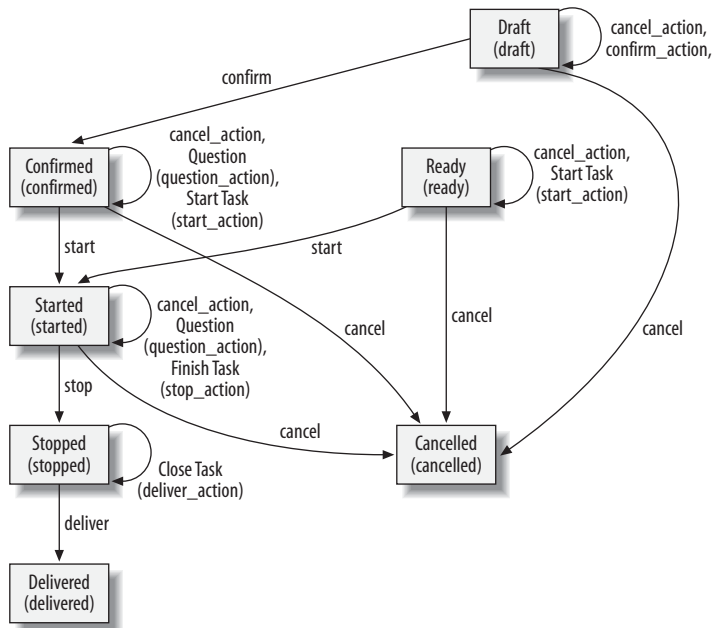 Draft
(draft)
cancel_action,
confirm_action,
confirm
Confirmed
(confirmed)
cancel_action,
Question
(question_action),
Start Task
(start_action)
Ready
(ready)
cancel_action,
Start Task
(start_action)
start
start
Started
(started)
cancel_action,
Question
(question_action),
Finish Task
(stop_action)
cancel
cancel
cancel
stop
cancel
Stopped
(stopped)
Close Task
(deliver_action)
Cancelled
(cancelled)
deliver
Delivered
(delivered)